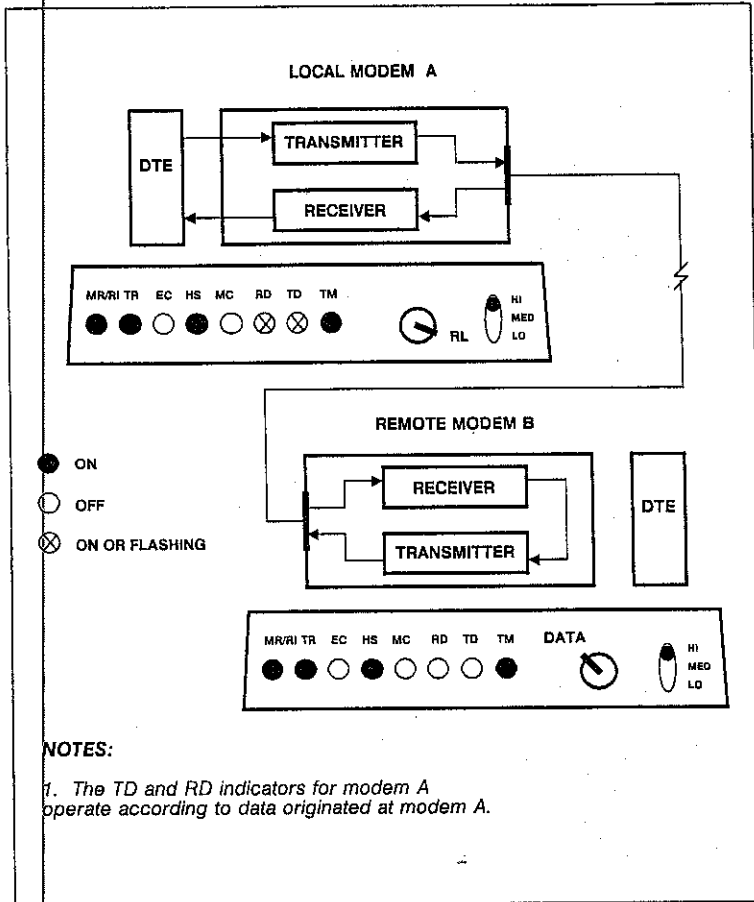 LOCAL MODEM A
DTE
TRANSMITTER
RECEIVER
MR/RI TR EC HS MC RD TD TM
RL
HI
MED
LO
REMOTE MODEM B
ON
OFF
ON OR FLASHING
RECEIVER
TRANSMITTER
DTE
MR/RI TR EC HS MC RD TD TM DATA
HI
MED
LO
NOTES:
1. The TD and RD indicators for modem A
operate according to data originated at modem A.